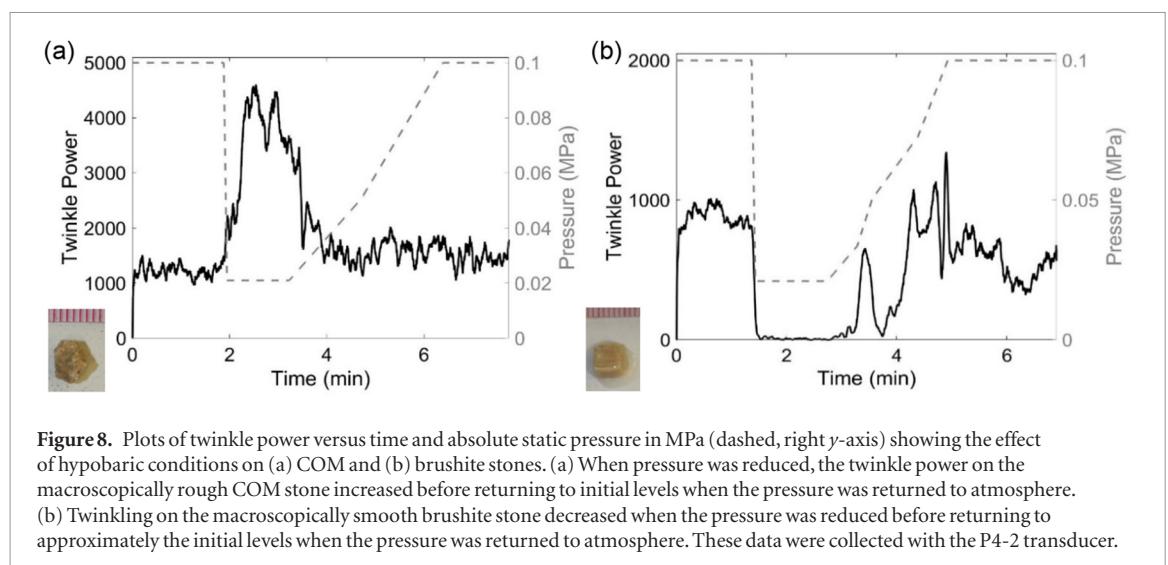 (a)
5000
4000
3000
2000
1000
0
Twinkle Power
0.1
0.08
0.06
0.04
0.02
0
Pressure (MPa)
0
2
4
6
Time (min)
(b)
2000
1000
0
Twinkle Power
0.1
0.05
0
Pressure (MPa)
0
2
4
6
Time (min)
Figure 8. Plots of twinkle power versus time and absolute static pressure in MPa (dashed, right y-axis) showing the effect
of hypobaric conditions on (a) COM and (b) brushite stones. (a) When pressure was reduced, the twinkle power on the
macroscopically rough COM stone increased before returning to initial levels when the pressure was returned to atmosphere.
(b) Twinkling on the macroscopically smooth brushite stone decreased when the pressure was reduced before returning to
approximately the initial levels when the pressure was returned to atmosphere. These data were collected with the P4-2 transducer.